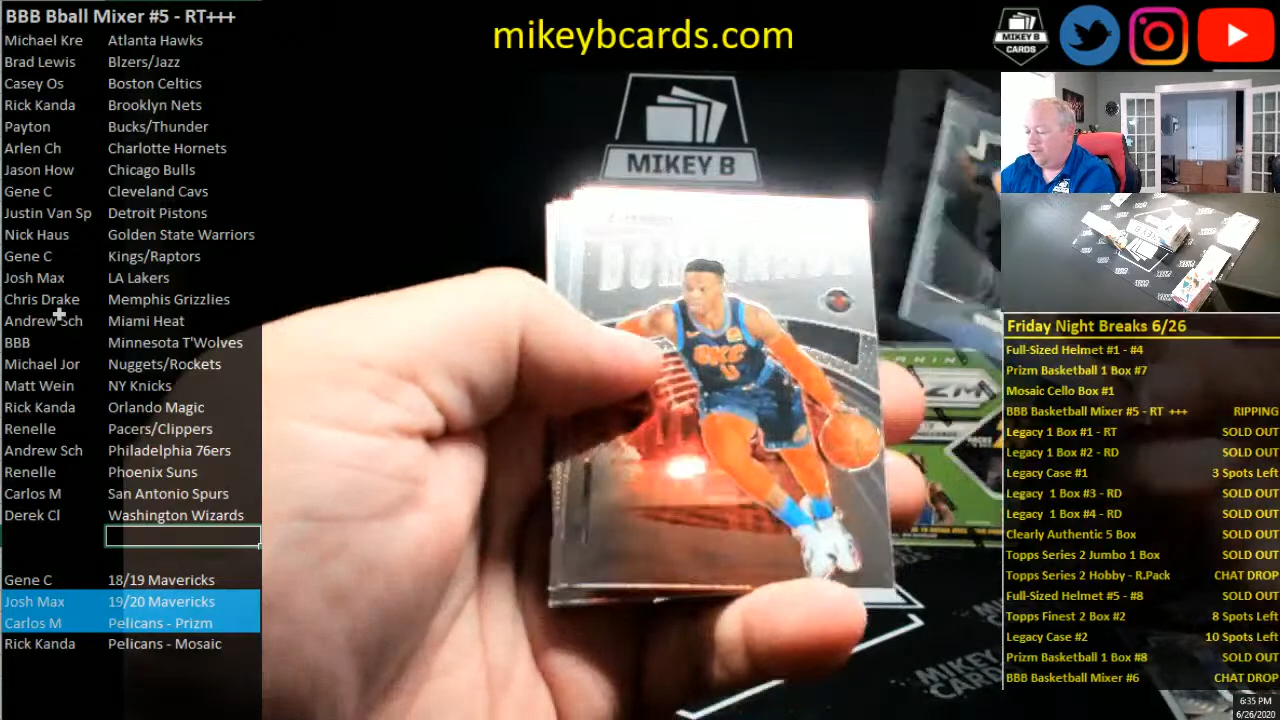 BBB Bball Mixer #5 - RT+++
Michael Kre Atlanta Hawks
Brad Lewis Blzers/Jazz
Casey Os Boston Celtics
Rick Kanda Brooklyn Nets
Payton Bucks/Thunder
Arlen Ch Charlotte Hornets
Jason How Chicago Bulls
Gene C Cleveland Cavs
Justin Van Sp Detroit Pistons
Nick Haus Golden State Warriors
Gene C Kings/Raptors
Josh Max LA Lakers
Chris Drake Memphis Grizzlies
Andrew Sch Miami Heat
BBB Minnesota T'Wolves
Michael Jor Nuggets/Rockets
Matt Wein NY Knicks
Rick Kanda Orlando Magic
Renelle Pacers/Clippers
Andrew Sch Philadelphia 76ers
Renelle Phoenix Suns
Carlos M San Antonio Spurs
Derek Cl Washington Wizards
Gene C 18/19 Mavericks
Josh Max 19/20 Mavericks
Carlos M Pelicans - Prizm
Rick Kanda Pelicans - Mosaic
mikeybcards.com
MIKEY B
DOMINANCE
OKC
0
PANINI
MIKEY
CARDS
MIKEY B
CARDS
Friday Night Breaks 6/26
Full-Sized Helmet #1 - #4
Prizm Basketball 1 Box #7
Mosaic Cello Box #1
BBB Basketball Mixer #5 - RT +++ RIPPING
Legacy 1 Box #1 - RT SOLD OUT
Legacy 1 Box #2 - RD SOLD OUT
Legacy Case #1 3 Spots Left
Legacy 1 Box #3 - RD SOLD OUT
Legacy 1 Box #4 - RD SOLD OUT
Clearly Authentic 5 Box SOLD OUT
Topps Series 2 Jumbo 1 Box SOLD OUT
Topps Series 2 Hobby - R.Pack CHAT DROP
Full-Sized Helmet #5 - #8 SOLD OUT
Topps Finest 2 Box #2 8 Spots Left
Legacy Case #2 10 Spots Left
Prizm Basketball 1 Box #8 SOLD OUT
BBB Basketball Mixer #6 CHAT DROP
6:35 PM
6/26/2020